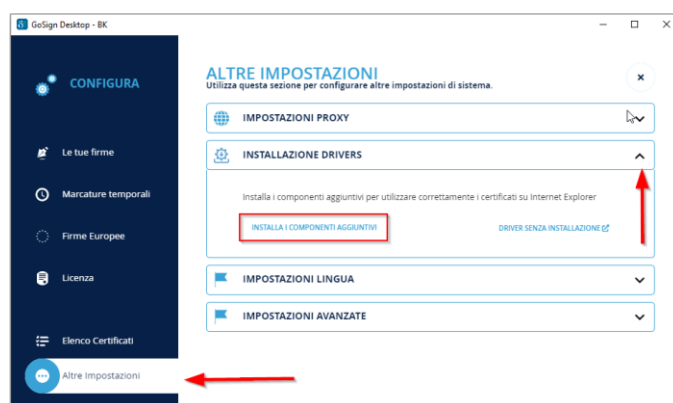 GoSign Desktop - BK
CONFIGURA
Le tue firme
Marcature temporali
Firme Europee
Licenza
Elenco Certificati
Altre Impostazioni
ALTRE IMPOSTAZIONI
Utilizza questa sezione per configurare altre impostazioni di sistema.
IMPOSTAZIONI PROXY
INSTALLAZIONE DRIVERS
Installa i componenti aggiuntivi per utilizzare correttamente i certificati su Internet Explorer
INSTALLA I COMPONENTI AGGIUNTIVI
DRIVER SENZA INSTALLAZIONE
IMPOSTAZIONI LINGUA
IMPOSTAZIONI AVANZATE